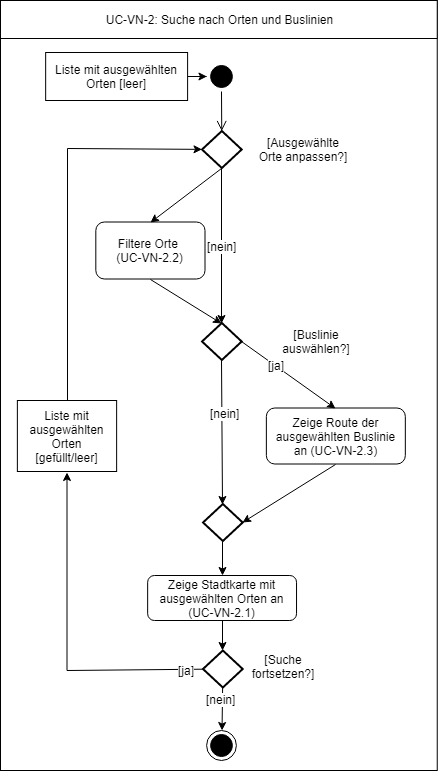 UC-VN-2: Suche nach Orten und Buslinien
Liste mit ausgewählten
Orten [leer]
[Ausgewählte
Orte anpassen?]
Filtere Orte
(UC-VN-2.2)
[nein]
[Buslinie
auswählen?]
[ja]
[nein]
Zeige Route der
ausgewählten Buslinie
an (UC-VN-2.3)
Liste mit
ausgewählten
Orten
[gefüllt/leer]
Zeige Stadtkarte mit
ausgewählten Orten an
(UC-VN-2.1)
[Suche
fortsetzen?]
[ja]
[nein]